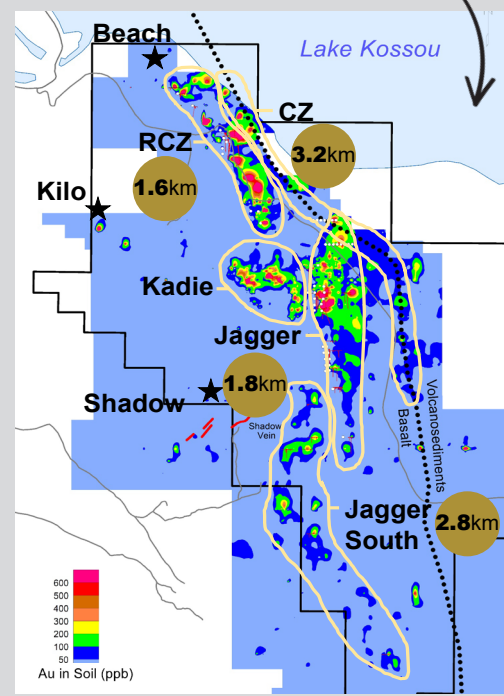 Beach
Lake Kossou
CZ
RCZ
3.2km
1.6km
Kilo
Kadie
Jagger
1.8km
Shadow
Shadow
Vein
Volcanosediments
Basalt
Jagger
South
2.8km
600
500
400
300
200
100
50
Au in Soil (ppb)